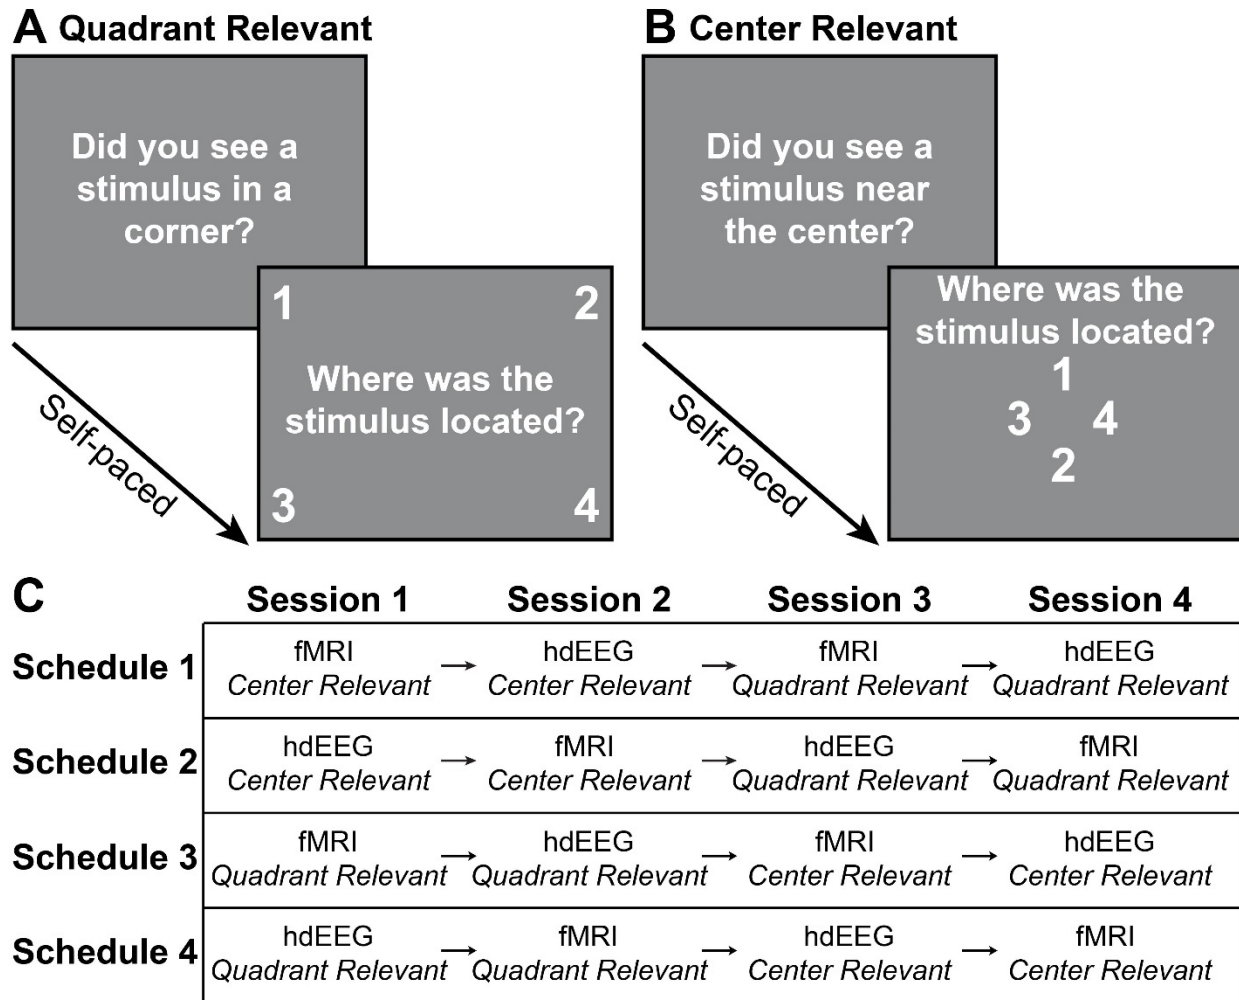 A Quadrant Relevant
Did you see a
stimulus in a
corner?
1 2
Where was the
stimulus located?
3 4
Self-paced
B Center Relevant
Did you see a
stimulus near
the center?
Where was the
stimulus located?
1
3 4
2
Self-paced
C Session 1 Session 2 Session 3 Session 4
Schedule 1
fMRI hdEEG fMRI hdEEG
Center Relevant Center Relevant Quadrant Relevant Quadrant Relevant
Schedule 2
hdEEG fMRI hdEEG fMRI
Center Relevant Center Relevant Quadrant Relevant Quadrant Relevant
Schedule 3
fMRI hdEEG fMRI hdEEG
Quadrant Relevant Quadrant Relevant Center Relevant Center Relevant
Schedule 4
hdEEG fMRI hdEEG fMRI
Quadrant Relevant Quadrant Relevant Center Relevant Center Relevant